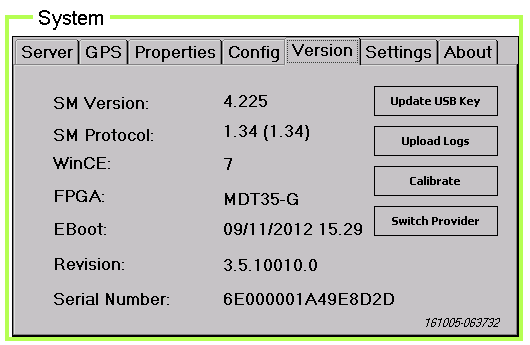 System
Server GPS Properties Config Version Settings About
SM Version: 4.225 Update USB Key
SM Protocol: 1.34 (1.34) Upload Logs
WinCE: 7
Calibrate
FPGA: MDT35-G
EBoot: 09/11/2012 15.29 Switch Provider
Revision: 3.5.10010.0
Serial Number: 6E000001A49E8D2D
161005-063732